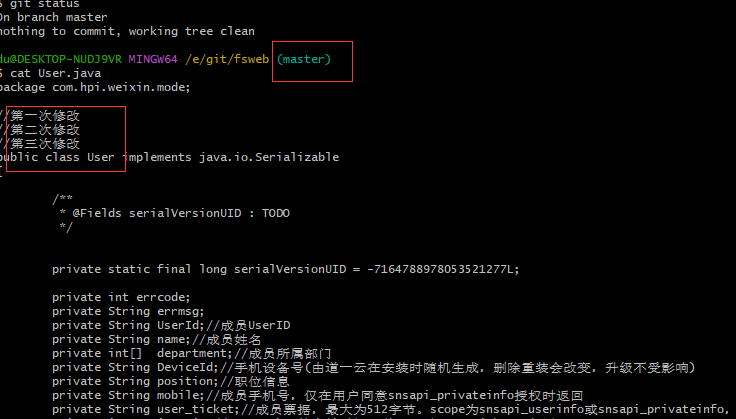 $ git status
On branch master
nothing to commit, working tree clean
du@DESKTOP-NUDJ9VR MINGW64 /e/git/fsweb (master)
$ cat User.java
package com.hpi.weixin.mode;
//第一次修改
//第二次修改
//第三次修改
public class User implements java.io.Serializable
{
/**
* @Fields serialVersionUID : TODO
*/
private static final long serialVersionUID = -7164788978053521277L;
private int errcode;
private String errmsg;
private String UserId;//成员UserID
private String name;//成员姓名
private int[] department;//成员所属部门
private String DeviceId;//手机设备号(由道一云在安装时随机生成，删除重装会改变，升级不受影响)
private String position;//职位信息
private String mobile;//成员手机号，仅在用户同意snsapi_privateinfo授权时返回
private String user_ticket;//成员票据，最大为512字节。scope为snsapi_userinfo或snsapi_privateinfo,